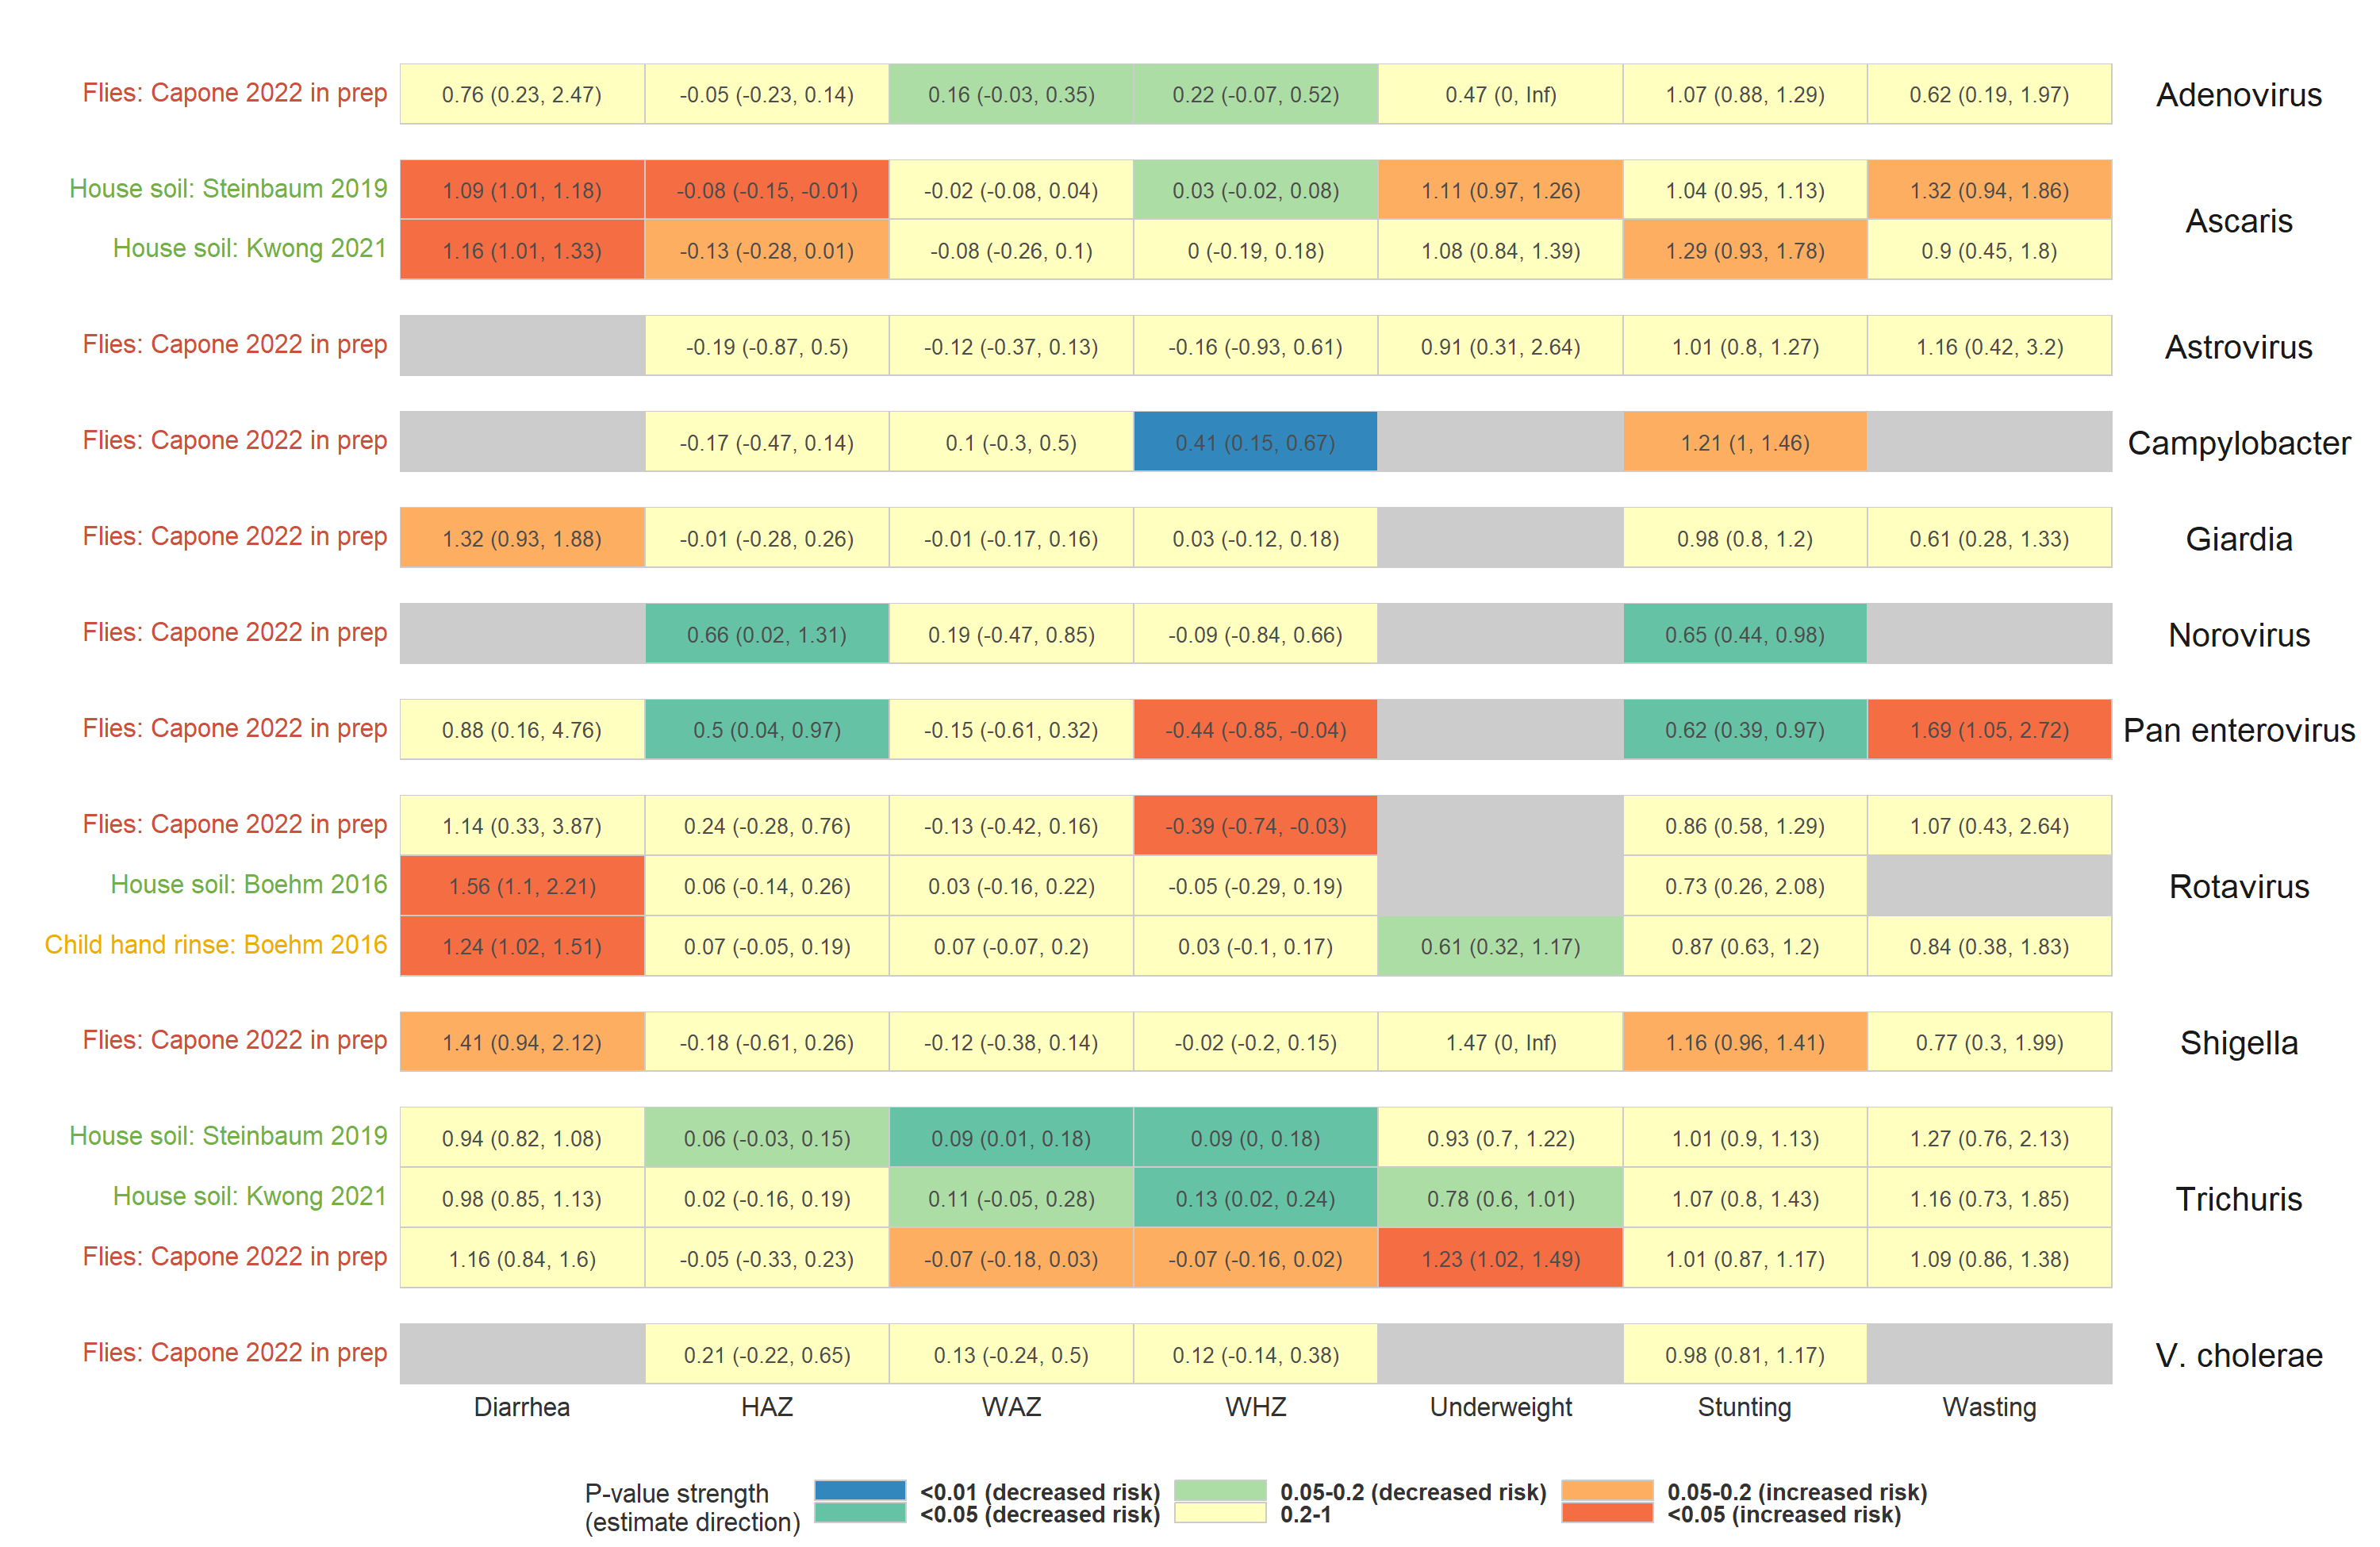 Flies: Capone 2022 in prep 0.76 (0.23, 2.47) -0.05 (-0.23, 0.14) 0.16 (-0.03, 0.35) 0.22 (-0.07, 0.52) 0.47 (0, Inf) 1.07 (0.88, 1.29) 0.62 (0.19, 1.97) Adenovirus
House soil: Steinbaum 2019 1.09 (1.01, 1.18) -0.08 (-0.15, -0.01) -0.02 (-0.08, 0.04) 0.03 (-0.02, 0.08) 1.11 (0.97, 1.26) 1.04 (0.95, 1.13) 1.32 (0.94, 1.86)
Ascaris
House soil: Kwong 2021 1.16 (1.01, 1.33) -0.13 (-0.28, 0.01) -0.08 (-0.26, 0.1) 0 (-0.19, 0.18) 1.08 (0.84, 1.39) 1.29 (0.93, 1.78) 0.9 (0.45, 1.8)
Flies: Capone 2022 in prep -0.19 (-0.87, 0.5) -0.12 (-0.37, 0.13) -0.16 (-0.93, 0.61) 0.91 (0.31, 2.64) 1.01 (0.8, 1.27) 1.16 (0.42, 3.2) Astrovirus
Flies: Capone 2022 in prep -0.17 (-0.47, 0.14) 0.1 (-0.3, 0.5) 0.41 (0.15, 0.67) 1.21 (1, 1.46) Campylobacter
Flies: Capone 2022 in prep 1.32 (0.93, 1.88) -0.01 (-0.28, 0.26) -0.01 (-0.17, 0.16) 0.03 (-0.12, 0.18) 0.98 (0.8, 1.2) 0.61 (0.28, 1.33) Giardia
Flies: Capone 2022 in prep 0.66 (0.02, 1.31) 0.19 (-0.47, 0.85) -0.09 (-0.84, 0.66) 0.65 (0.44, 0.98) Norovirus
Flies: Capone 2022 in prep 0.88 (0.16, 4.76) 0.5 (0.04, 0.97) -0.15 (-0.61, 0.32) -0.44 (-0.85, -0.04) 0.62 (0.39, 0.97) 1.69 (1.05, 2.72) Pan enterovirus
Flies: Capone 2022 in prep 1.14 (0.33, 3.87) 0.24 (-0.28, 0.76) -0.13 (-0.42, 0.16) -0.39 (-0.74, -0.03) 0.86 (0.58, 1.29) 1.07 (0.43, 2.64)
House soil: Boehm 2016 1.56 (1.1, 2.21) 0.06 (-0.14, 0.26) 0.03 (-0.16, 0.22) -0.05 (-0.29, 0.19) 0.73 (0.26, 2.08) Rotavirus
Child hand rinse: Boehm 2016 1.24 (1.02, 1.51) 0.07 (-0.05, 0.19) 0.07 (-0.07, 0.2) 0.03 (-0.1, 0.17) 0.61 (0.32, 1.17) 0.87 (0.63, 1.2) 0.84 (0.38, 1.83)
Flies: Capone 2022 in prep 1.41 (0.94, 2.12) -0.18 (-0.61, 0.26) -0.12 (-0.38, 0.14) -0.02 (-0.2, 0.15) 1.47 (0, Inf) 1.16 (0.96, 1.41) 0.77 (0.3, 1.99) Shigella
House soil: Steinbaum 2019 0.94 (0.82, 1.08) 0.06 (-0.03, 0.15) 0.09 (0.01, 0.18) 0.09 (0, 0.18) 0.93 (0.7, 1.22) 1.01 (0.9, 1.13) 1.27 (0.76, 2.13)
House soil: Kwong 2021 0.98 (0.85, 1.13) 0.02 (-0.16, 0.19) 0.11 (-0.05, 0.28) 0.13 (0.02, 0.24) 0.78 (0.6, 1.01) 1.07 (0.8, 1.43) 1.16 (0.73, 1.85) Trichuris
Flies: Capone 2022 in prep 1.16 (0.84, 1.6) -0.05 (-0.33, 0.23) -0.07 (-0.18, 0.03) -0.07 (-0.16, 0.02) 1.23 (1.02, 1.49) 1.01 (0.87, 1.17) 1.09 (0.86, 1.38)
Flies: Capone 2022 in prep 0.21 (-0.22, 0.65) 0.13 (-0.24, 0.5) 0.12 (-0.14, 0.38) 0.98 (0.81, 1.17) V. cholerae
Diarrhea HAZ WAZ WHZ Underweight Stunting Wasting
P-value strength <0.01 (decreased risk) 0.05-0.2 (decreased risk) 0.05-0.2 (increased risk)
(estimate direction) <0.05 (decreased risk) 0.2-1 <0.05 (increased risk)